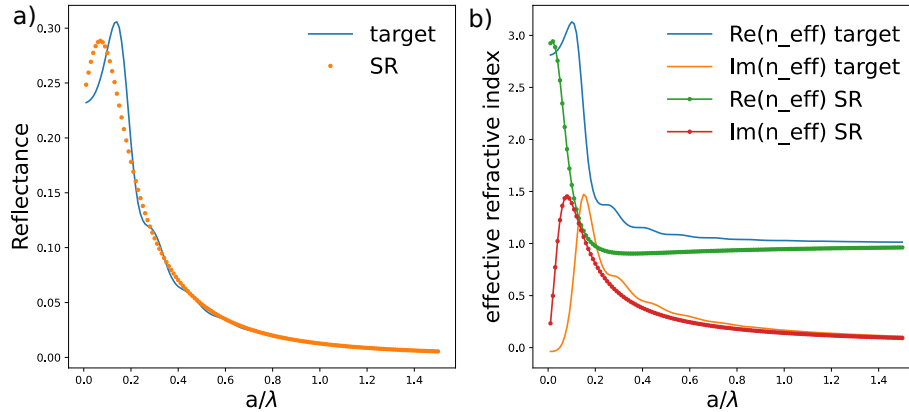 a)
target
SR
Reflectance
0.30
0.25
0.20
0.15
0.10
0.05
0.00
0.0 0.2 0.4 0.6 0.8 1.0 1.2 1.4
a/λ
b)
Re(n_eff) target
Im(n_eff) target
Re(n_eff) SR
Im(n_eff) SR
effective refractive index
3.0
2.5
2.0
1.5
1.0
0.5
0.0
0.0 0.2 0.4 0.6 0.8 1.0 1.2 1.4
a/λ